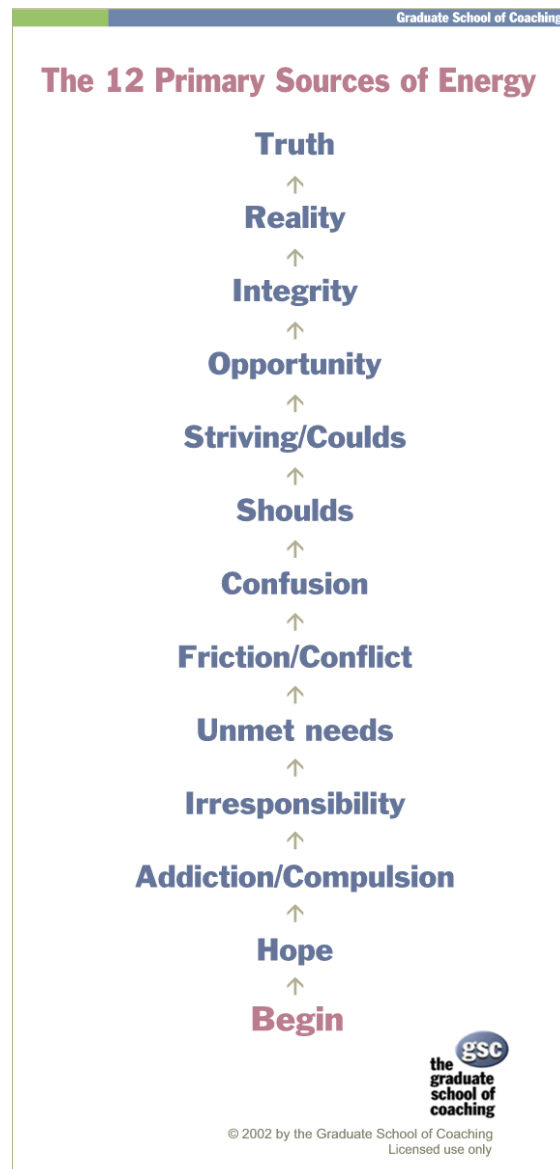 Graduate School of Coaching
The 12 Primary Sources of Energy
Truth
Reality
Integrity
Opportunity
Striving/Coulds
Shoulds
Confusion
Friction/Conflict
Unmet needs
Irresponsibility
Addiction/Compulsion
Hope
Begin
gsc
the
graduate
school of
coaching
© 2002 by the Graduate School of Coaching
Licensed use only